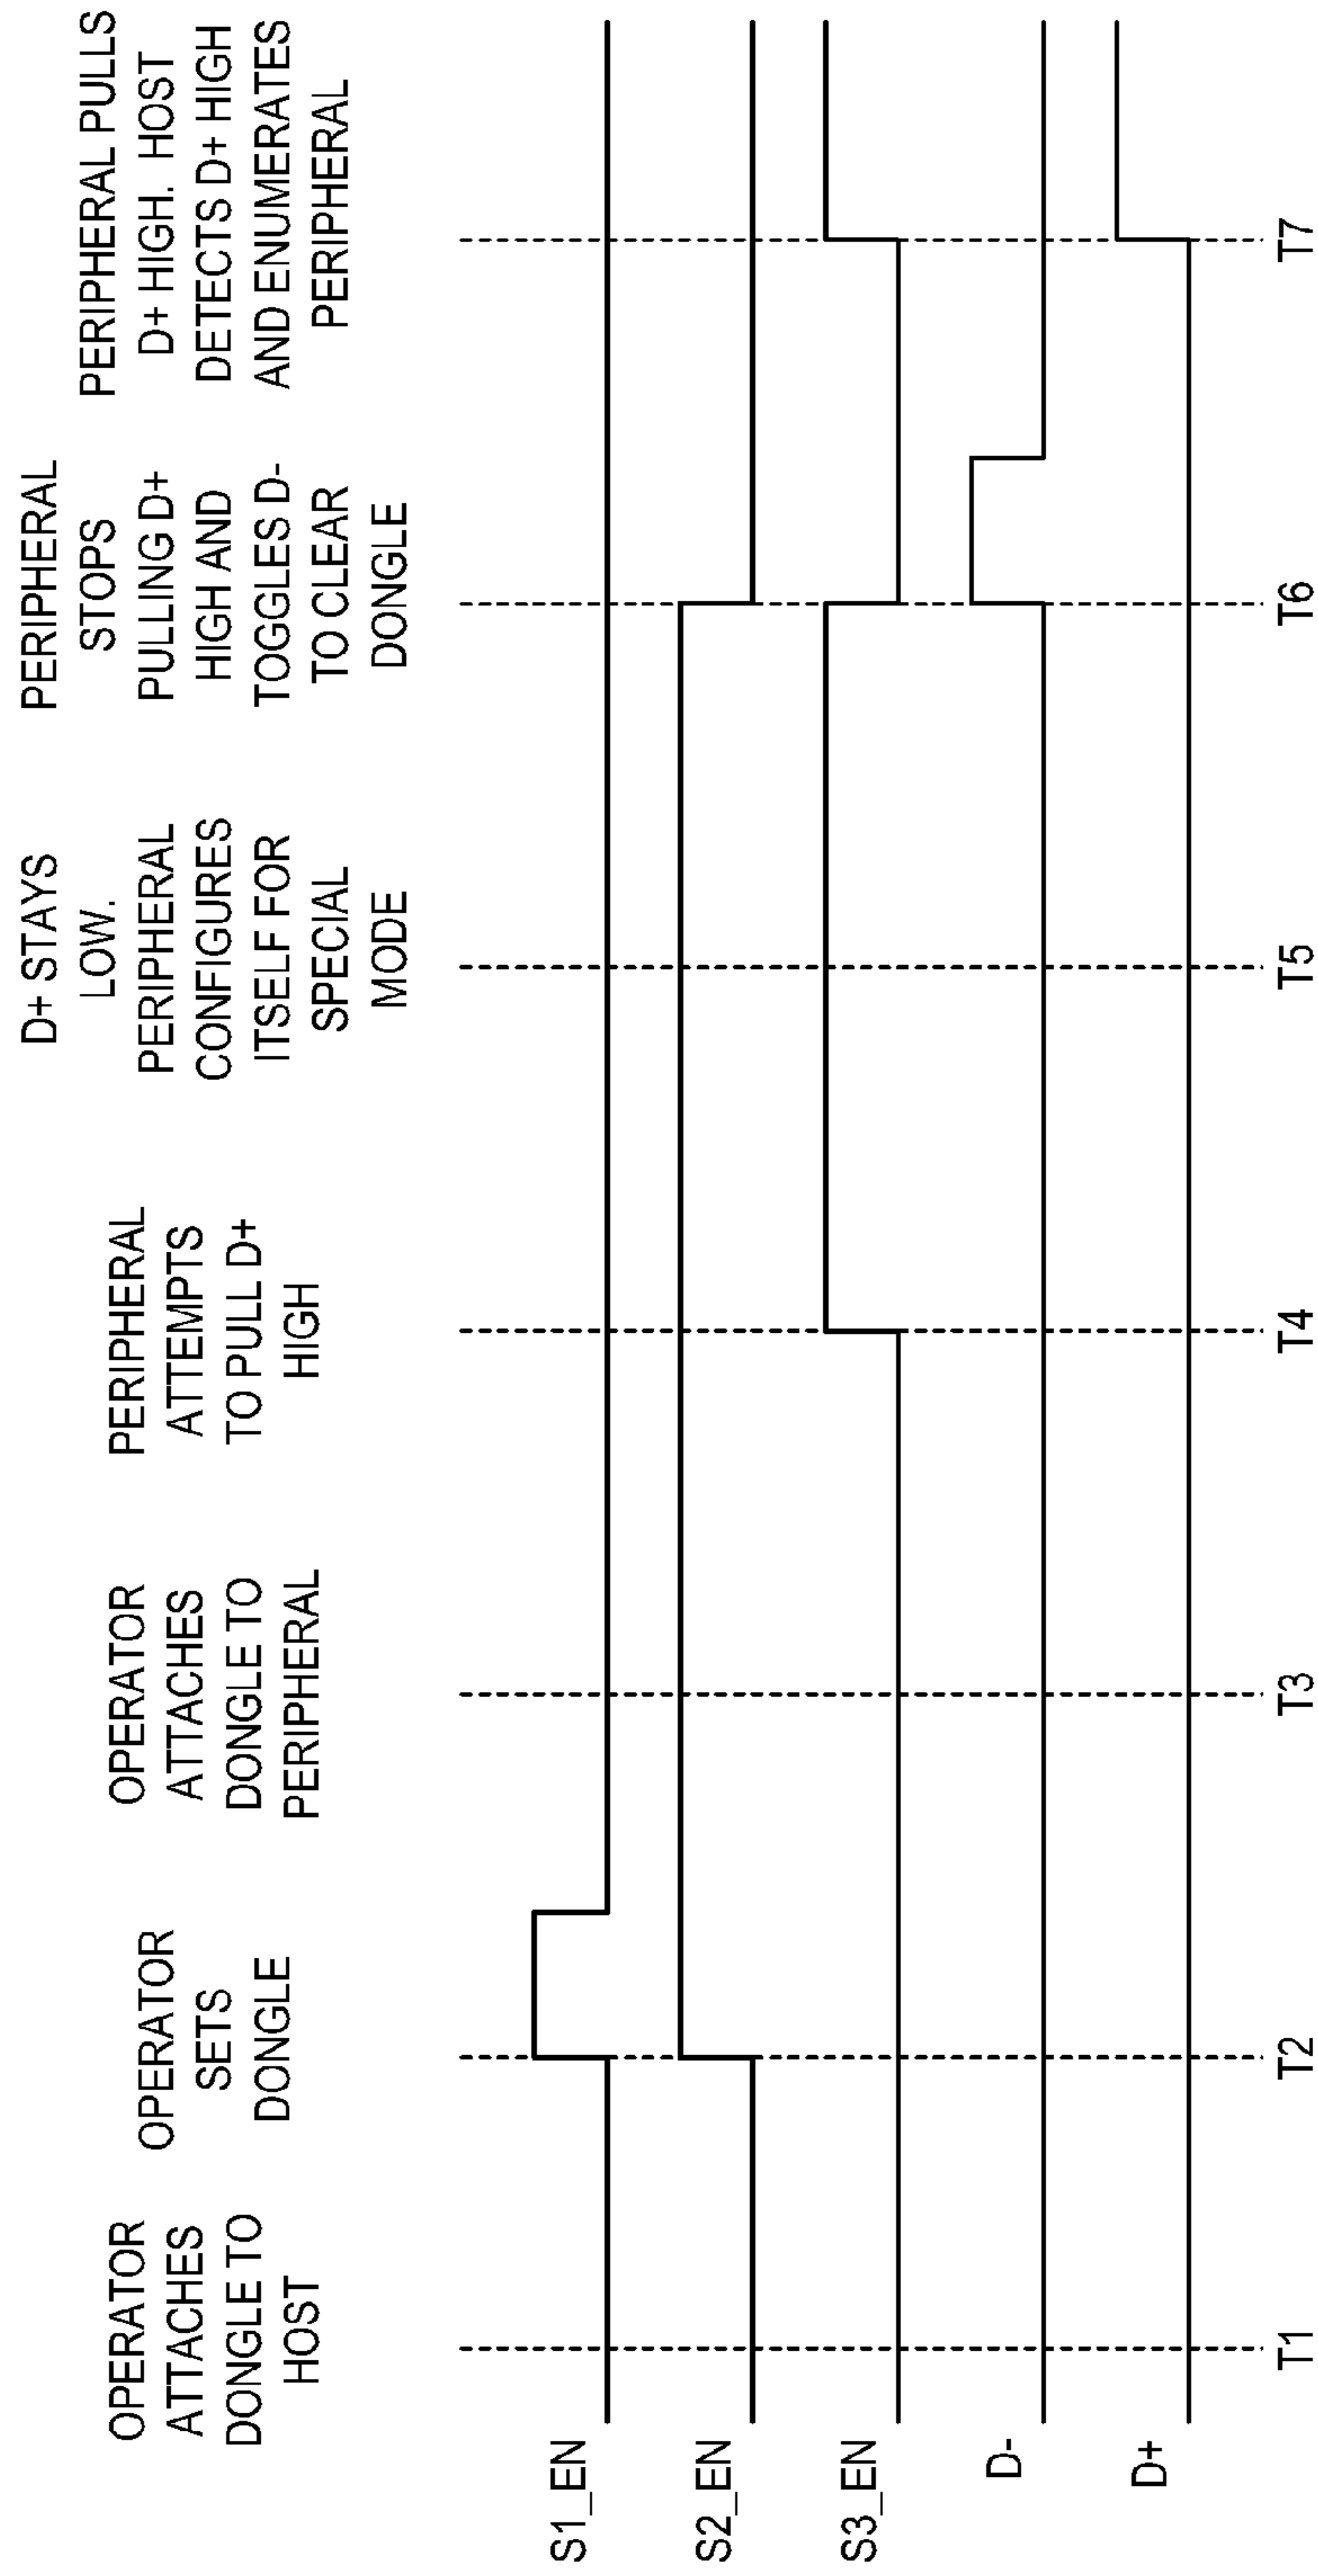 OPERATOR
ATTACHES
DONGLE TO
HOST
OPERATOR
SETS
DONGLE
OPERATOR
ATTACHES
DONGLE TO
PERIPHERAL
PERIPHERAL
ATTEMPTS
TO PULL D+
HIGH
D+ STAYS
LOW.
PERIPHERAL
CONFIGURES
ITSELF FOR
SPECIAL
MODE
PERIPHERAL
STOPS
PULLING D+
HIGH AND
TOGGLES D-
TO CLEAR
DONGLE
PERIPHERAL PULLS
D+ HIGH. HOST
DETECTS D+ HIGH
AND ENUMERATES
PERIPHERAL
S1_EN
S2_EN
S3_EN
D-
D+
T1
T2
T3
T4
T5
T6
T7